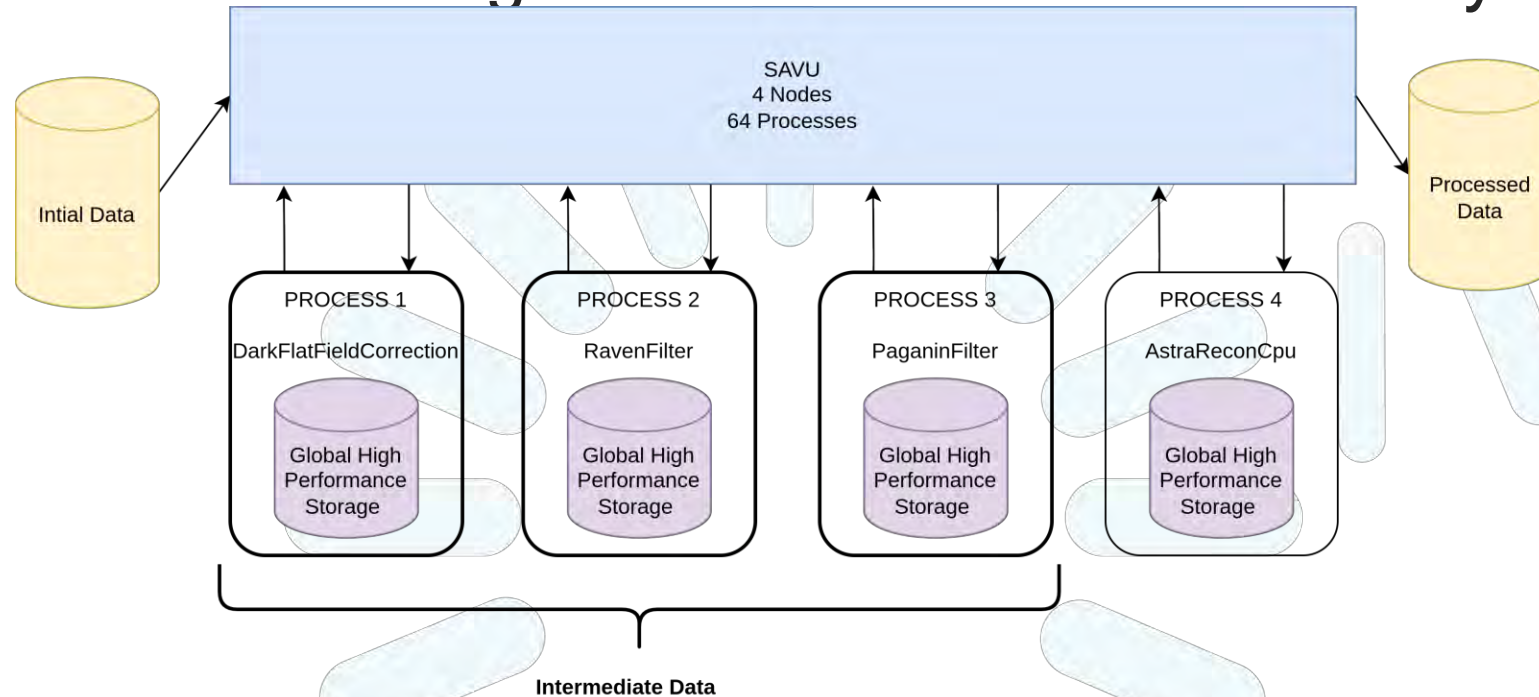 SAVU
4 Nodes
64 Processes
Intial Data
Processed
Data
PROCESS 1
DarkFlatFieldCorrection
Global High
Performance
Storage
PROCESS 2
RavenFilter
Global High
Performance
Storage
PROCESS 3
PaganinFilter
Global High
Performance
Storage
PROCESS 4
AstraReconCpu
Global High
Performance
Storage
Intermediate Data